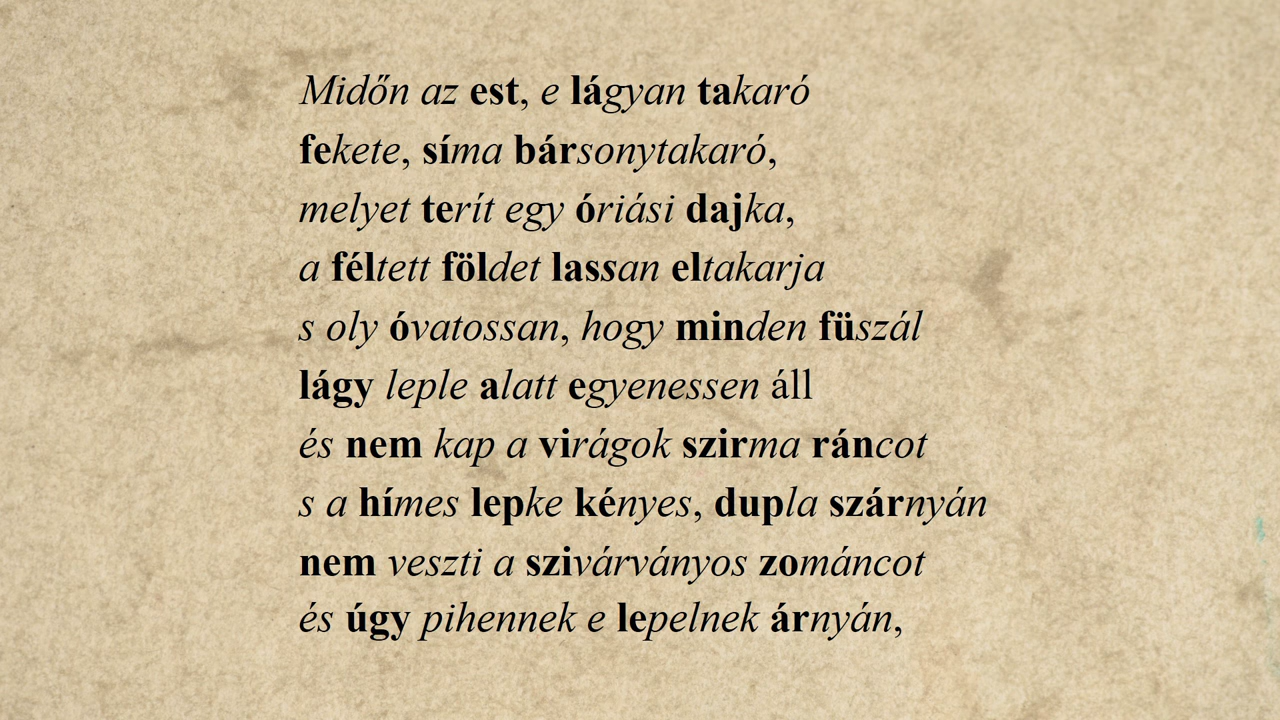 Midőn az est, e lágyan takaró
fekete, síma bársonytakaró,
melyet terít egy óriási dajka,
a féltett földet lassan eltakarja
s oly óvatossan, hogy minden füszál
lágy leple alatt egyenessen áll
és nem kap a virágok szirma ráncot
s a hímes lepke kényes, dupla szárnyán
nem veszti a szivárványos zománcot
és úgy pihennek e lepelnek árnyán,